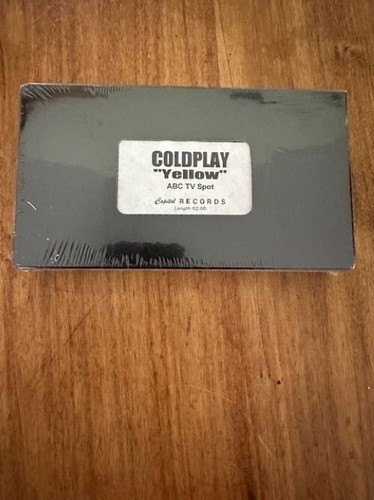 COLDPLAY
"Yellow"
ABC TV Spot
Capitol RECORDS
Length 02:00